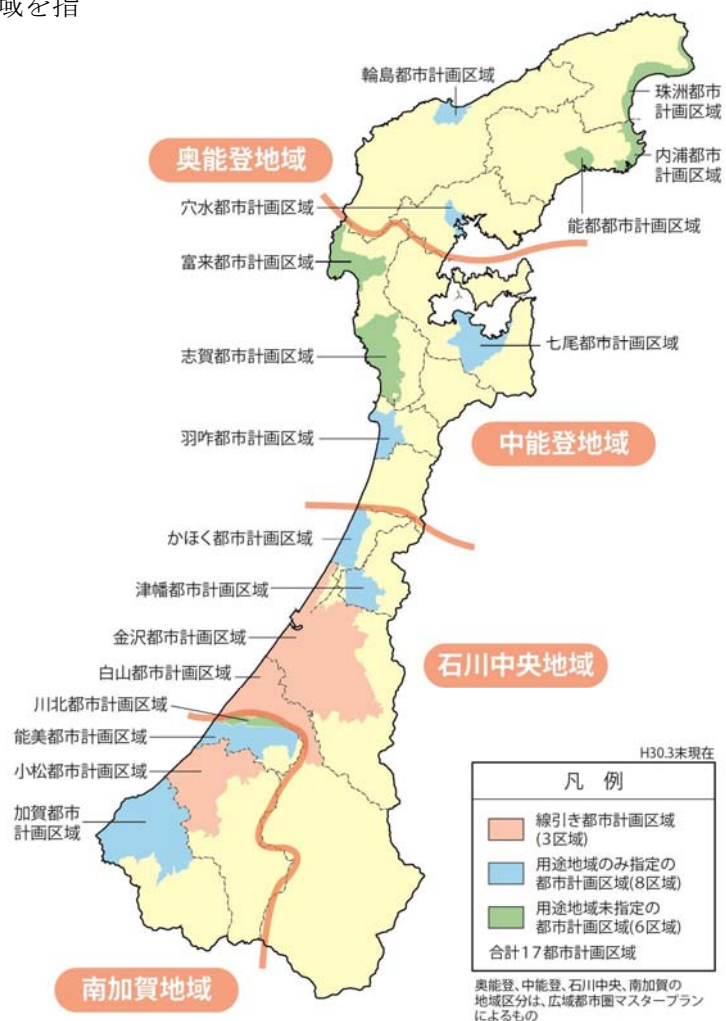 域を指
輪島都市計画区域
珠洲都市
計画区域
奥能登地域
内浦都市
計画区域
穴水都市計画区域
能都都市計画区域
富来都市計画区域
七尾都市計画区域
志賀都市計画区域
羽咋都市計画区域
中能登地域
かほく都市計画区域
津幡都市計画区域
金沢都市計画区域
石川中央地域
白山都市計画区域
川北都市計画区域
能美都市計画区域
小松都市計画区域
加賀都市
計画区域
南加賀地域
H30.3末現在
凡 例
線引き都市計画区域
(3区域)
用途地域のみ指定の
都市計画区域(8区域)
用途地域未指定の
都市計画区域(6区域)
合計17都市計画区域
奥能登、中能登、石川中央、南加賀の
地域区分は、広域都市圏マスタープラン
によるもの